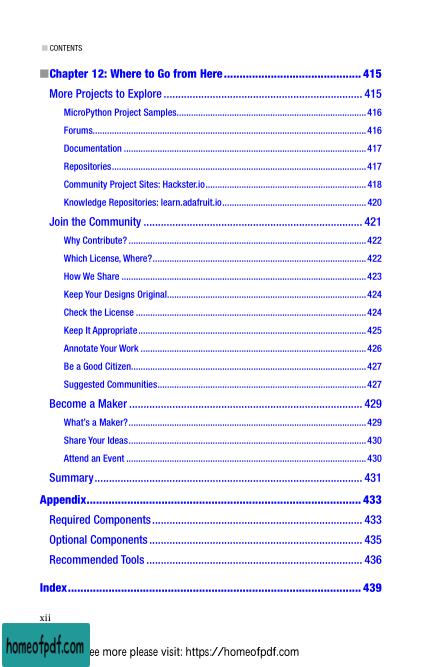 ■ CONTENTS
■Chapter 12: Where to Go from Here............................................ 415
More Projects to Explore..................................................................... 415
MicroPython Project Samples................................................................................ 416
Forums................................................................................................................... 416
Documentation ...................................................................................................... 417
Repositories........................................................................................................... 417
Community Project Sites: Hackster.io.................................................................... 418
Knowledge Repositories: learn.adafruit.io............................................................. 420
Join the Community ............................................................................ 421
Why Contribute? .................................................................................................... 422
Which License, Where?.......................................................................................... 422
How We Share ....................................................................................................... 423
Keep Your Designs Original.................................................................................... 424
Check the License ................................................................................................. 424
Keep It Appropriate................................................................................................ 425
Annotate Your Work ............................................................................................... 426
Be a Good Citizen................................................................................................... 427
Suggested Communities........................................................................................ 427
Become a Maker ................................................................................. 429
What's a Maker?.................................................................................................... 429
Share Your Ideas.................................................................................................... 430
Attend an Event ..................................................................................................... 430
Summary............................................................................................. 431
Appendix........................................................................................ 433
Required Components......................................................................... 433
Optional Components.......................................................................... 435
Recommended Tools ........................................................................... 436
Index.............................................................................................. 439
xii
homeofpdf.com
ee more please visit: https://homeofpdf.com